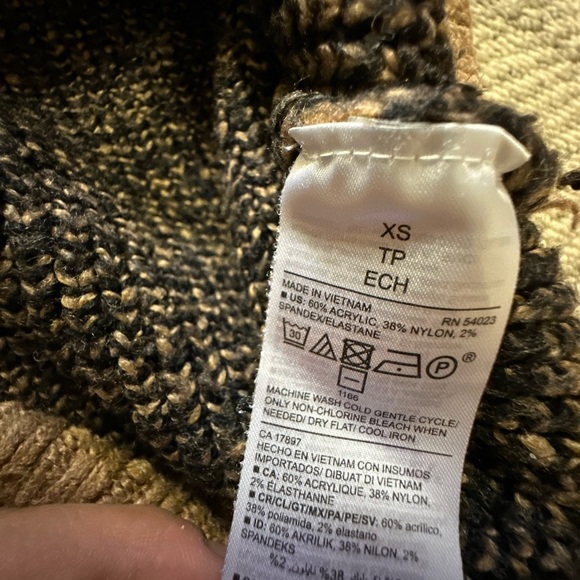 XS
TP
ECH
MADE IN VIETNAM RN 54023
■ US: 60% ACRYLIC, 38% NYLON, 2%
SPANDEX/ELASTANE
30 P ®
1166
MACHINE WASH COLD GENTLE CYCLE/
ONLY NON-CHLORINE BLEACH WHEN
NEEDED/ DRY FLAT/ COOL IRON
CA 17897
HECHO EN VIETNAM CON INSUMOS
IMPORTADOS/ DIBUAT DI VIETNAM
■ CA: 60% ACRYLIQUE, 38% NYLON,
2% ÉLASTHANNE
■ CR/CL/GT/MX/PA/PE/SV: 60% acrílico,
38% poliamida, 2% elastano
■ ID: 60% AKRILIK, 38% NILON, 2%
SPANDEKS